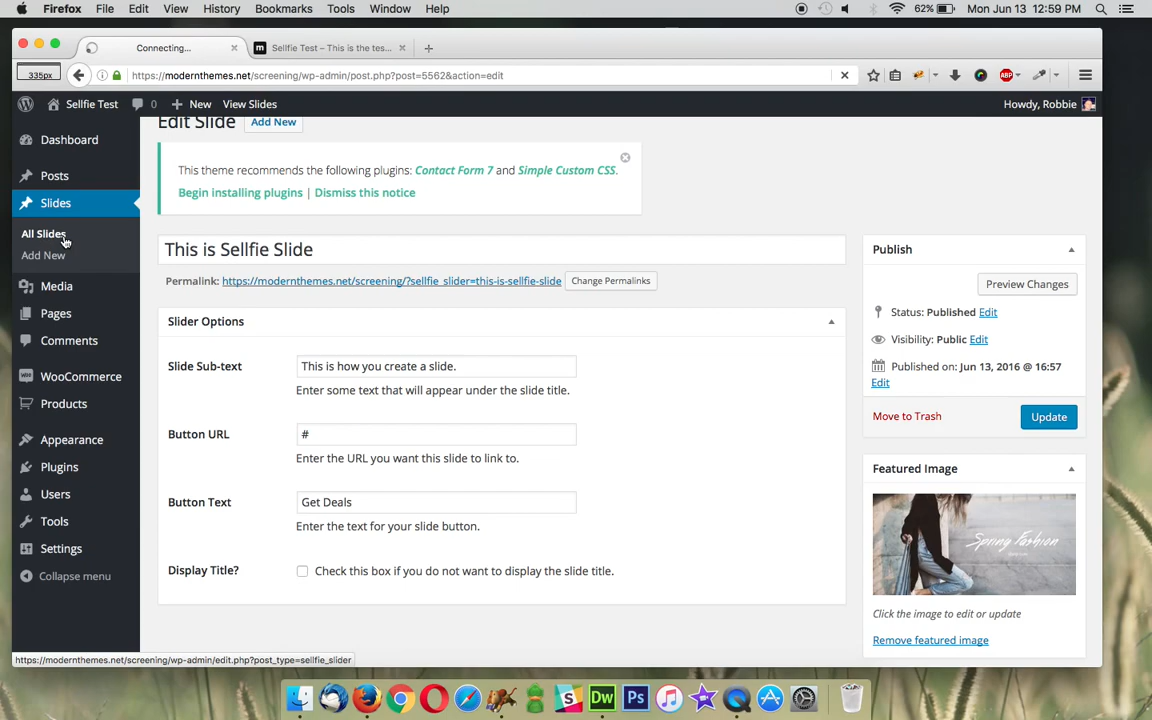 Firefox File Edit View History Bookmarks Tools Window Help 62% Mon Jun 13 12:59 PM
Connecting... Sellfie Test – This is the tes...
335px https://modernthemes.net/screening/wp-admin/post.php?post=5562&action=edit ABP
Sellfie Test 0 New View Slides Howdy, Robbie
Edit Slide Add New
Dashboard
This theme recommends the following plugins: Contact Form 7 and Simple Custom CSS.
Begin installing plugins | Dismiss this notice
Posts
Slides
All Slides
Add New
Media
Pages
Comments
WooCommerce
Products
Appearance
Plugins
Users
Tools
Settings
Collapse menu
This is Sellfie Slide
Permalink: https://modernthemes.net/screening/?sellfie_slider=this-is-sellfie-slide Change Permalinks
Slider Options
Slide Sub-text This is how you create a slide.
Enter some text that will appear under the slide title.
Button URL #
Enter the URL you want this slide to link to.
Button Text Get Deals
Enter the text for your slide button.
Display Title? Check this box if you do not want to display the slide title.
Publish
Preview Changes
Status: Published Edit
Visibility: Public Edit
Published on: Jun 13, 2016 @ 16:57
Edit
Move to Trash Update
Featured Image
Spring Fashion
Click the image to edit or update
Remove featured image
https://modernthemes.net/screening/wp-admin/edit.php?post_type=sellfie_slider
Dw Ps